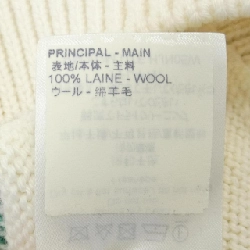 PRINCIPAL - MAIN
表地/本体 - 主料
100% LAINE - WOOL
ウール - 绵羊毛